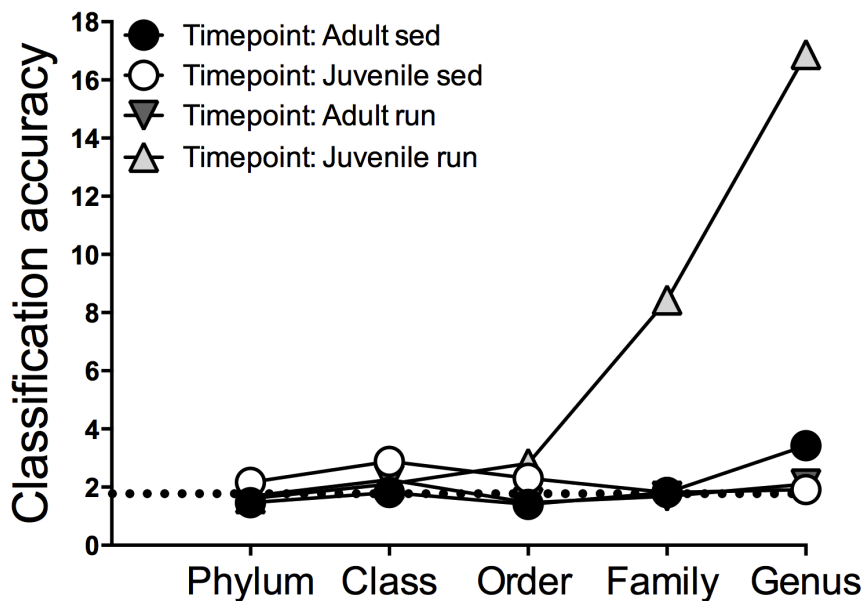 Classification accuracy
18
16
14
12
10
8
6
4
2
0
Timepoint: Adult sed
Timepoint: Juvenile sed
Timepoint: Adult run
Timepoint: Juvenile run
Phylum Class Order Family Genus